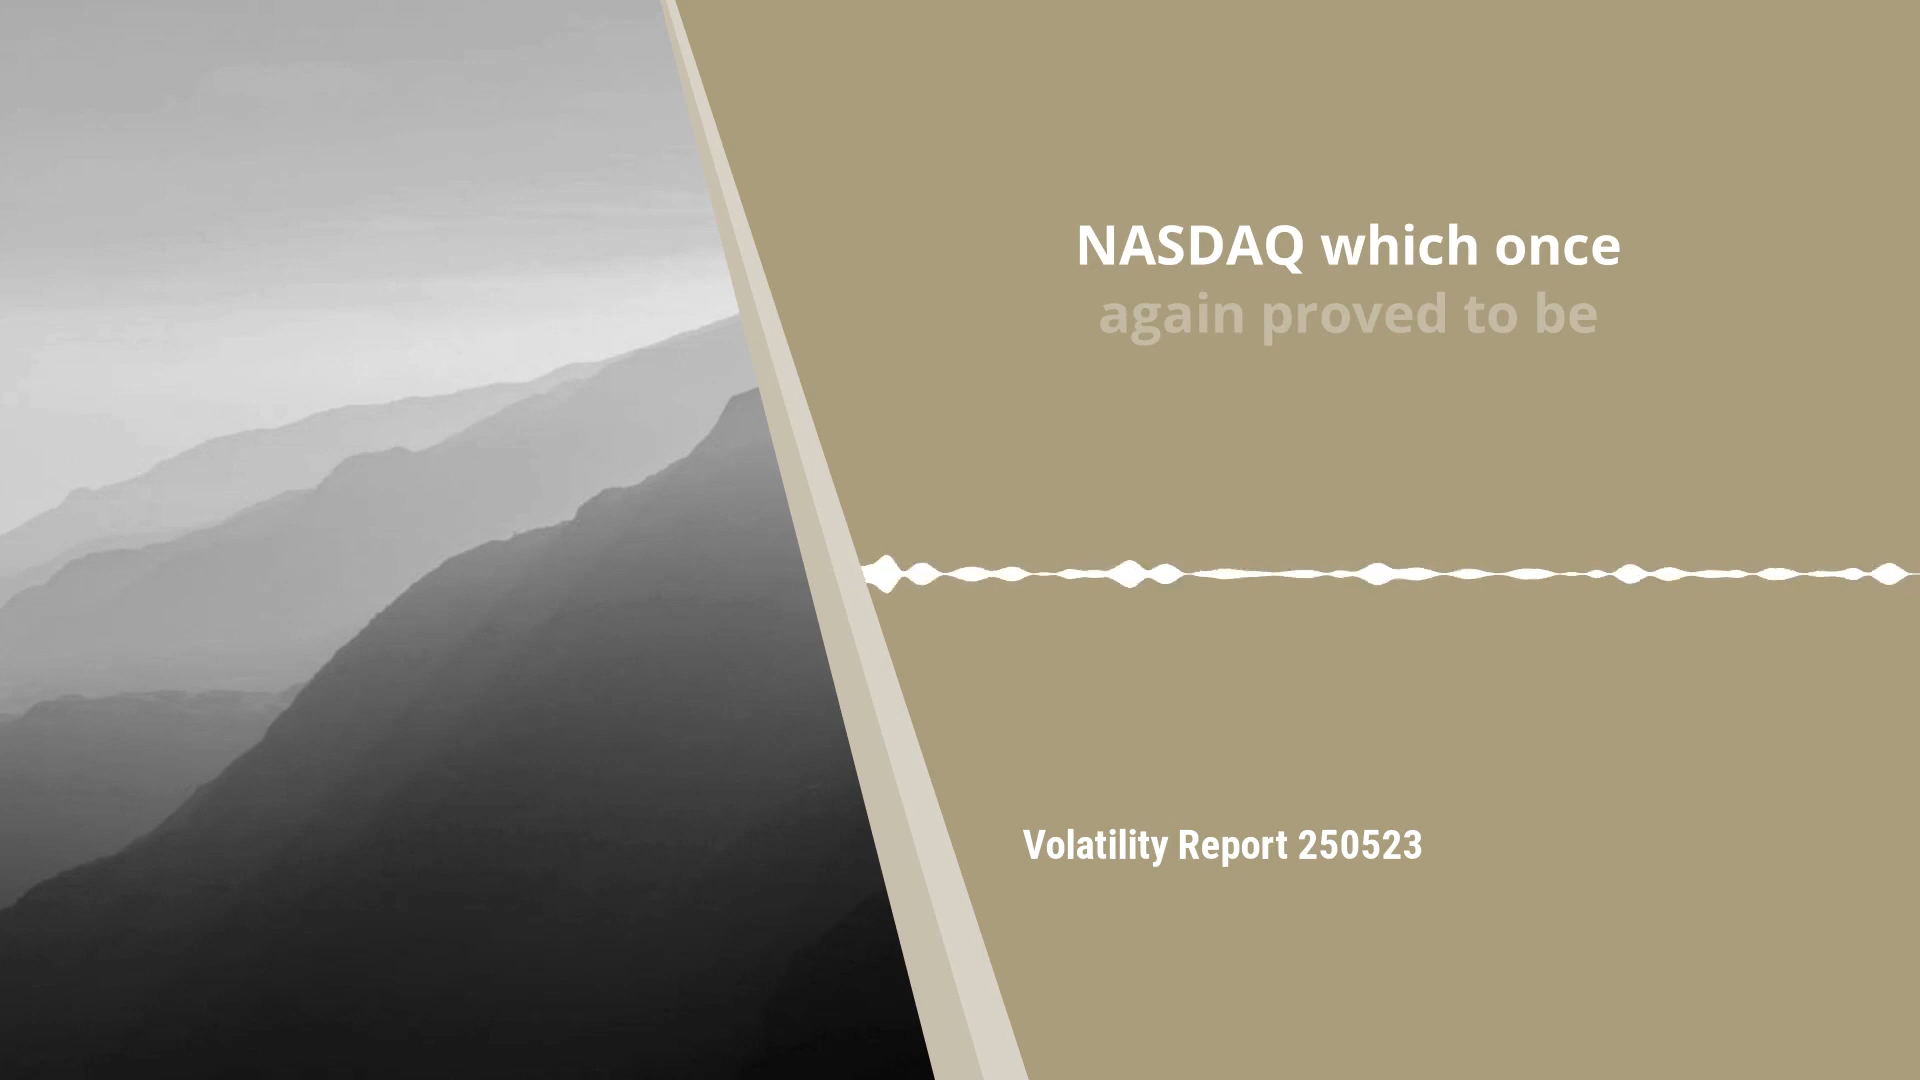 NASDAQ which once
again proved to be
Volatility Report 250523